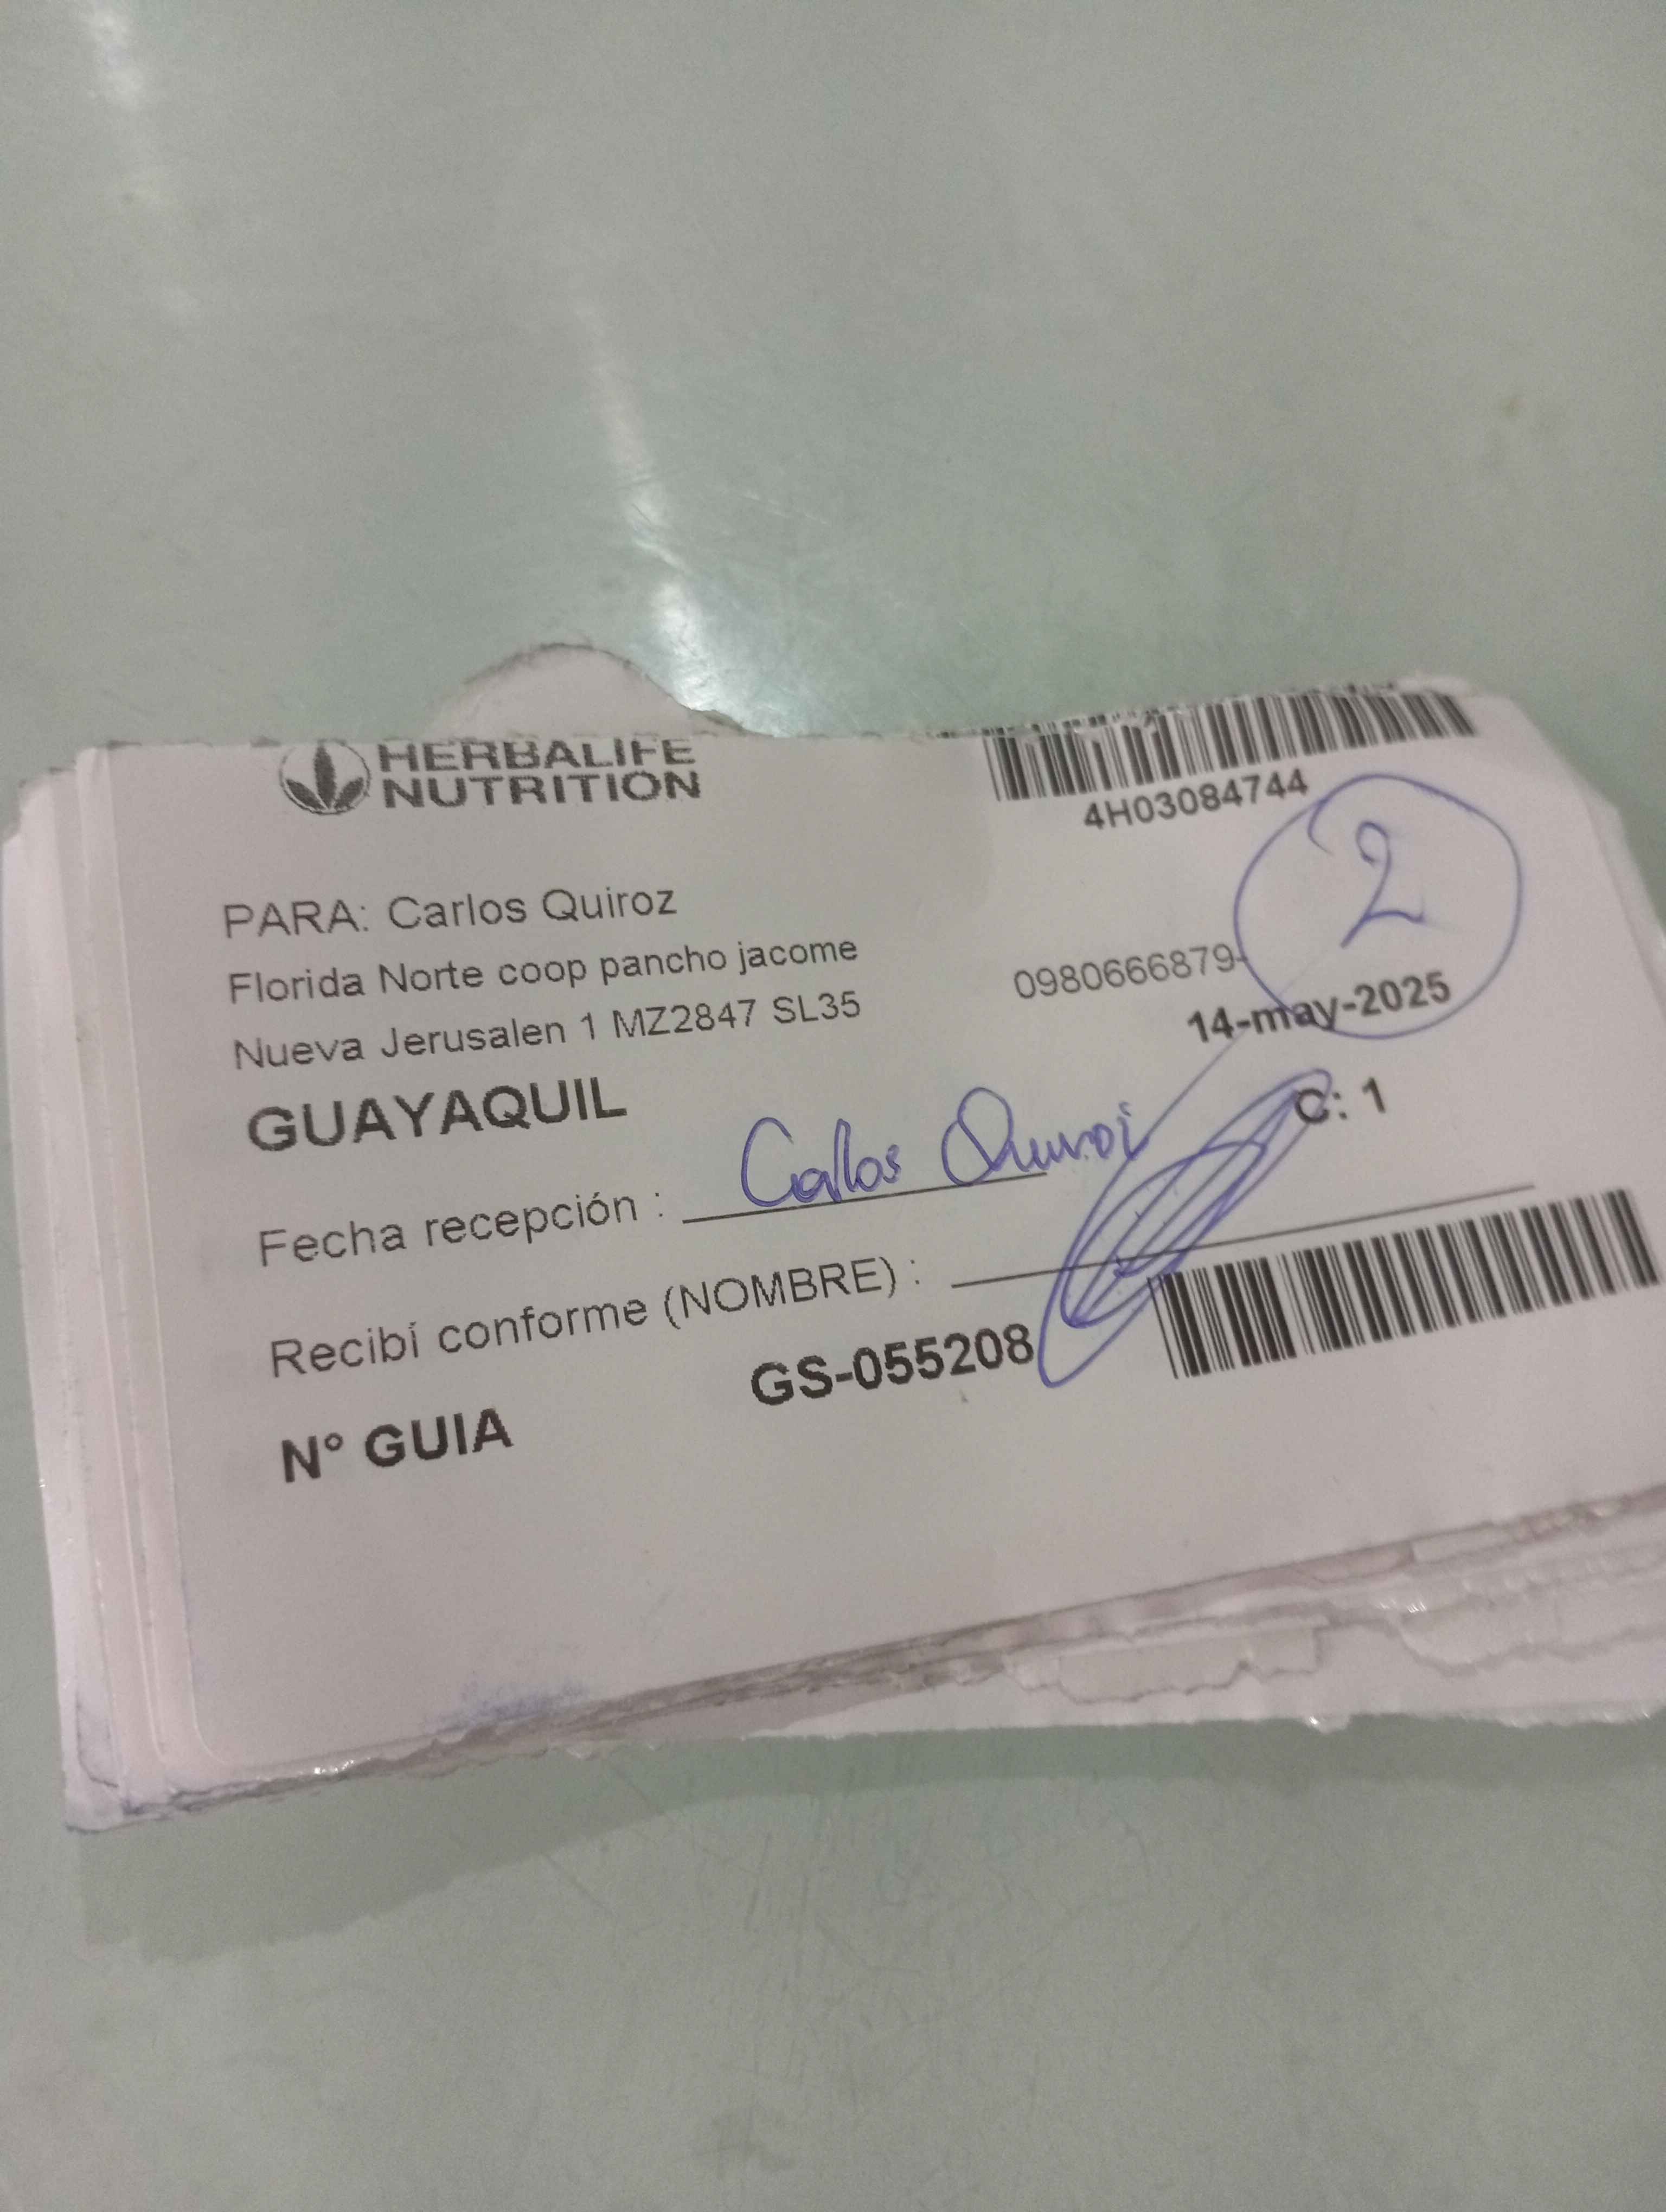 HERBALIFE
NUTRITION
4H03084744
2
PARA: Carlos Quiroz
Florida Norte coop pancho jacome
0980666879-
Nueva Jerusalen 1 MZ2847 SL35
14-may-2025
GUAYAQUIL
C: 1
Fecha recepción : Carlos Quiroz
Recibí conforme (NOMBRE) :
N° GUIA GS-055208